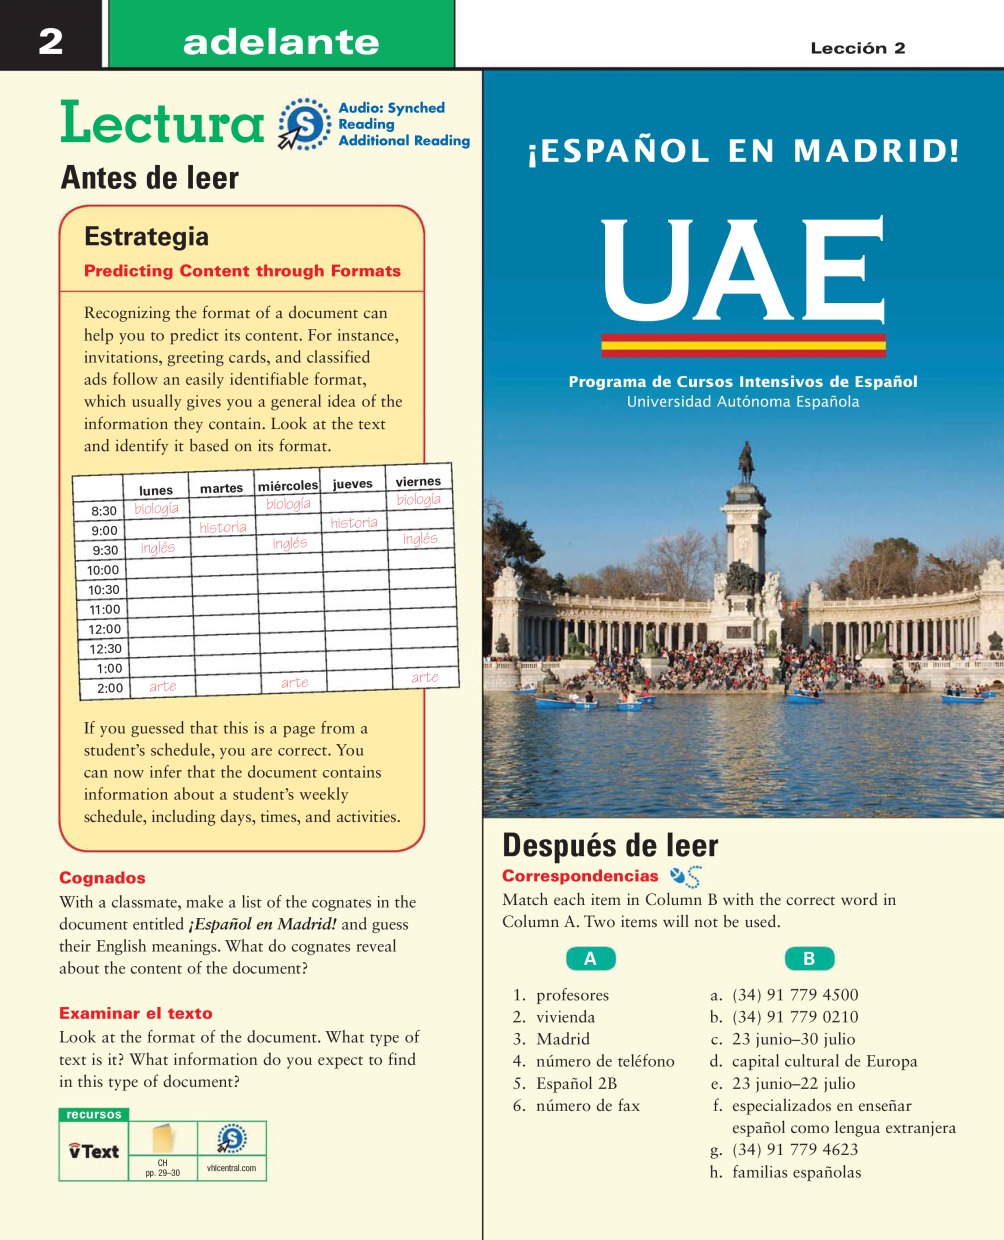 2
adelante
Lección 2
Lectura
S
Audio: Synched
Reading
Additional Reading
Antes de leer
Estrategia
Predicting Content through Formats
Recognizing the format of a document can
help you to predict its content. For instance,
invitations, greeting cards, and classified
ads follow an easily identifiable format,
which usually gives you a general idea of the
information they contain. Look at the text
and identify it based on its format.
lunes martes miércoles jueves viernes
8:30 biología biología biología
9:00 historia historia
9:30 inglés inglés inglés
10:00
10:30
11:00
12:00
12:30
1:00
2:00 arte arte arte
If you guessed that this is a page from a
student's schedule, you are correct. You
can now infer that the document contains
information about a student's weekly
schedule, including days, times, and activities.
Cognados
With a classmate, make a list of the cognates in the
document entitled ¡Español en Madrid! and guess
their English meanings. What do cognates reveal
about the content of the document?
Examinar el texto
Look at the format of the document. What type of
text is it? What information do you expect to find
in this type of document?
recursos
vText
CH
pp. 29–30
S
vhlcentral.com
¡ESPAÑOL EN MADRID!
UAE
Programa de Cursos Intensivos de Español
Universidad Autónoma Española
Después de leer
Correspondencias
Match each item in Column B with the correct word in
Column A. Two items will not be used.
A
1. profesores
2. vivienda
3. Madrid
4. número de teléfono
5. Español 2B
6. número de fax
B
a. (34) 91 779 4500
b. (34) 91 779 0210
c. 23 junio–30 julio
d. capital cultural de Europa
e. 23 junio–22 julio
f. especializados en enseñar
español como lengua extranjera
g. (34) 91 779 4623
h. familias españolas